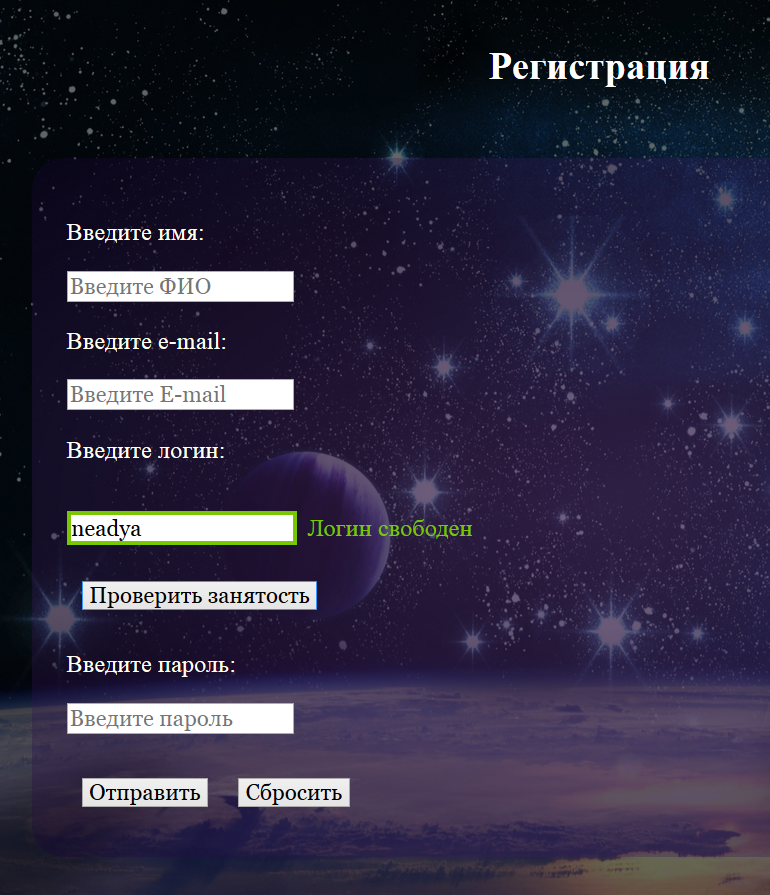 Регистрация
Введите имя:
Введите ФИО
Введите e-mail:
Введите E-mail
Введите логин:
neadya Логин свободен
Проверить занятость
Введите пароль:
Введите пароль
Отправить Сбросить